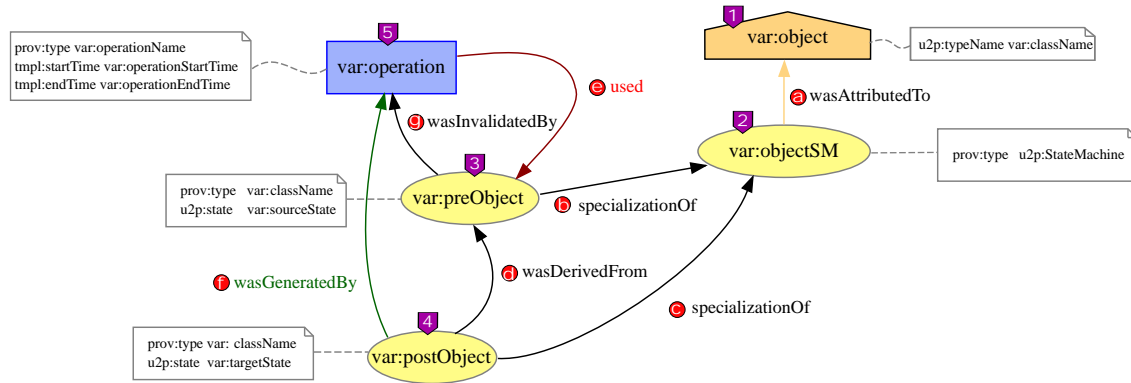 5
1
prov:type var:operationName
tmpl:startTime var:operationStartTime
tmpl:endTime var:operationEndTime
var:operation
var:object
u2p:typeName var:className
e used
a wasAttributedTo
g wasInvalidatedBy
2
var:objectSM
prov:type u2p:StateMachine
3
prov:type var:className
u2p:state var:sourceState
var:preObject
b specializationOf
d wasDerivedFrom
f wasGeneratedBy
c specializationOf
4
prov:type var: className
u2p:state var:targetState
var:postObject